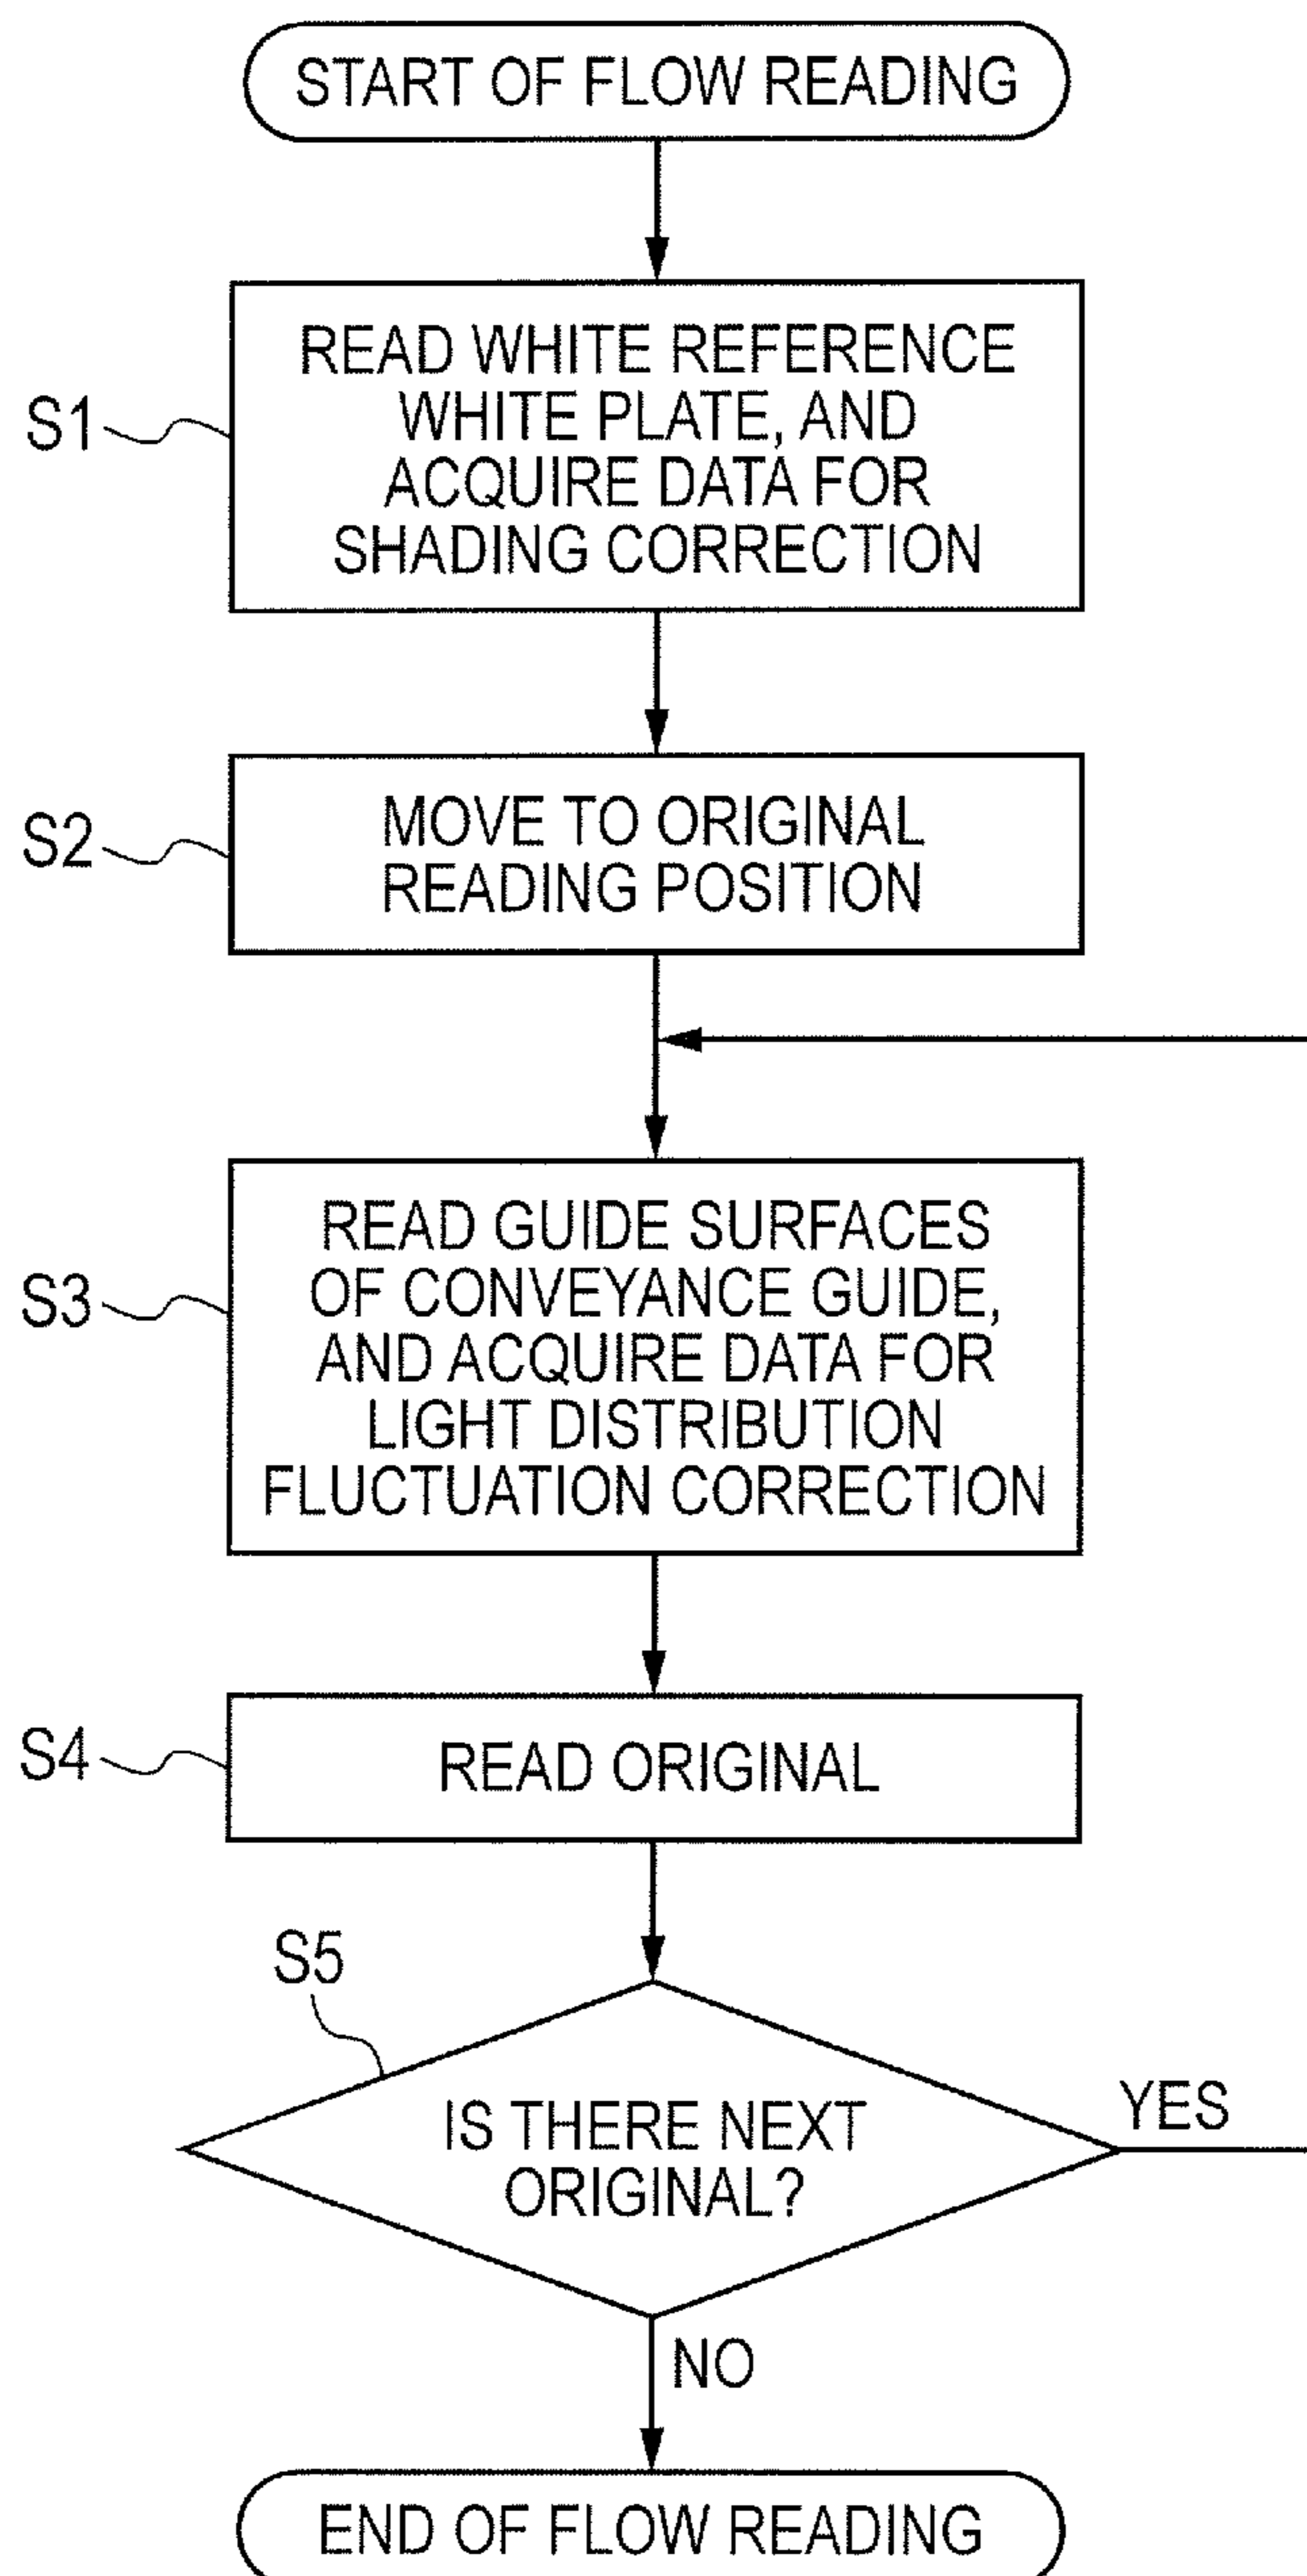 START OF FLOW READING
S1
READ WHITE REFERENCE
WHITE PLATE, AND
ACQUIRE DATA FOR
SHADING CORRECTION
S2
MOVE TO ORIGINAL
READING POSITION
S3
READ GUIDE SURFACES
OF CONVEYANCE GUIDE,
AND ACQUIRE DATA FOR
LIGHT DISTRIBUTION
FLUCTUATION CORRECTION
S4
READ ORIGINAL
S5
IS THERE NEXT
ORIGINAL?
YES
NO
END OF FLOW READING